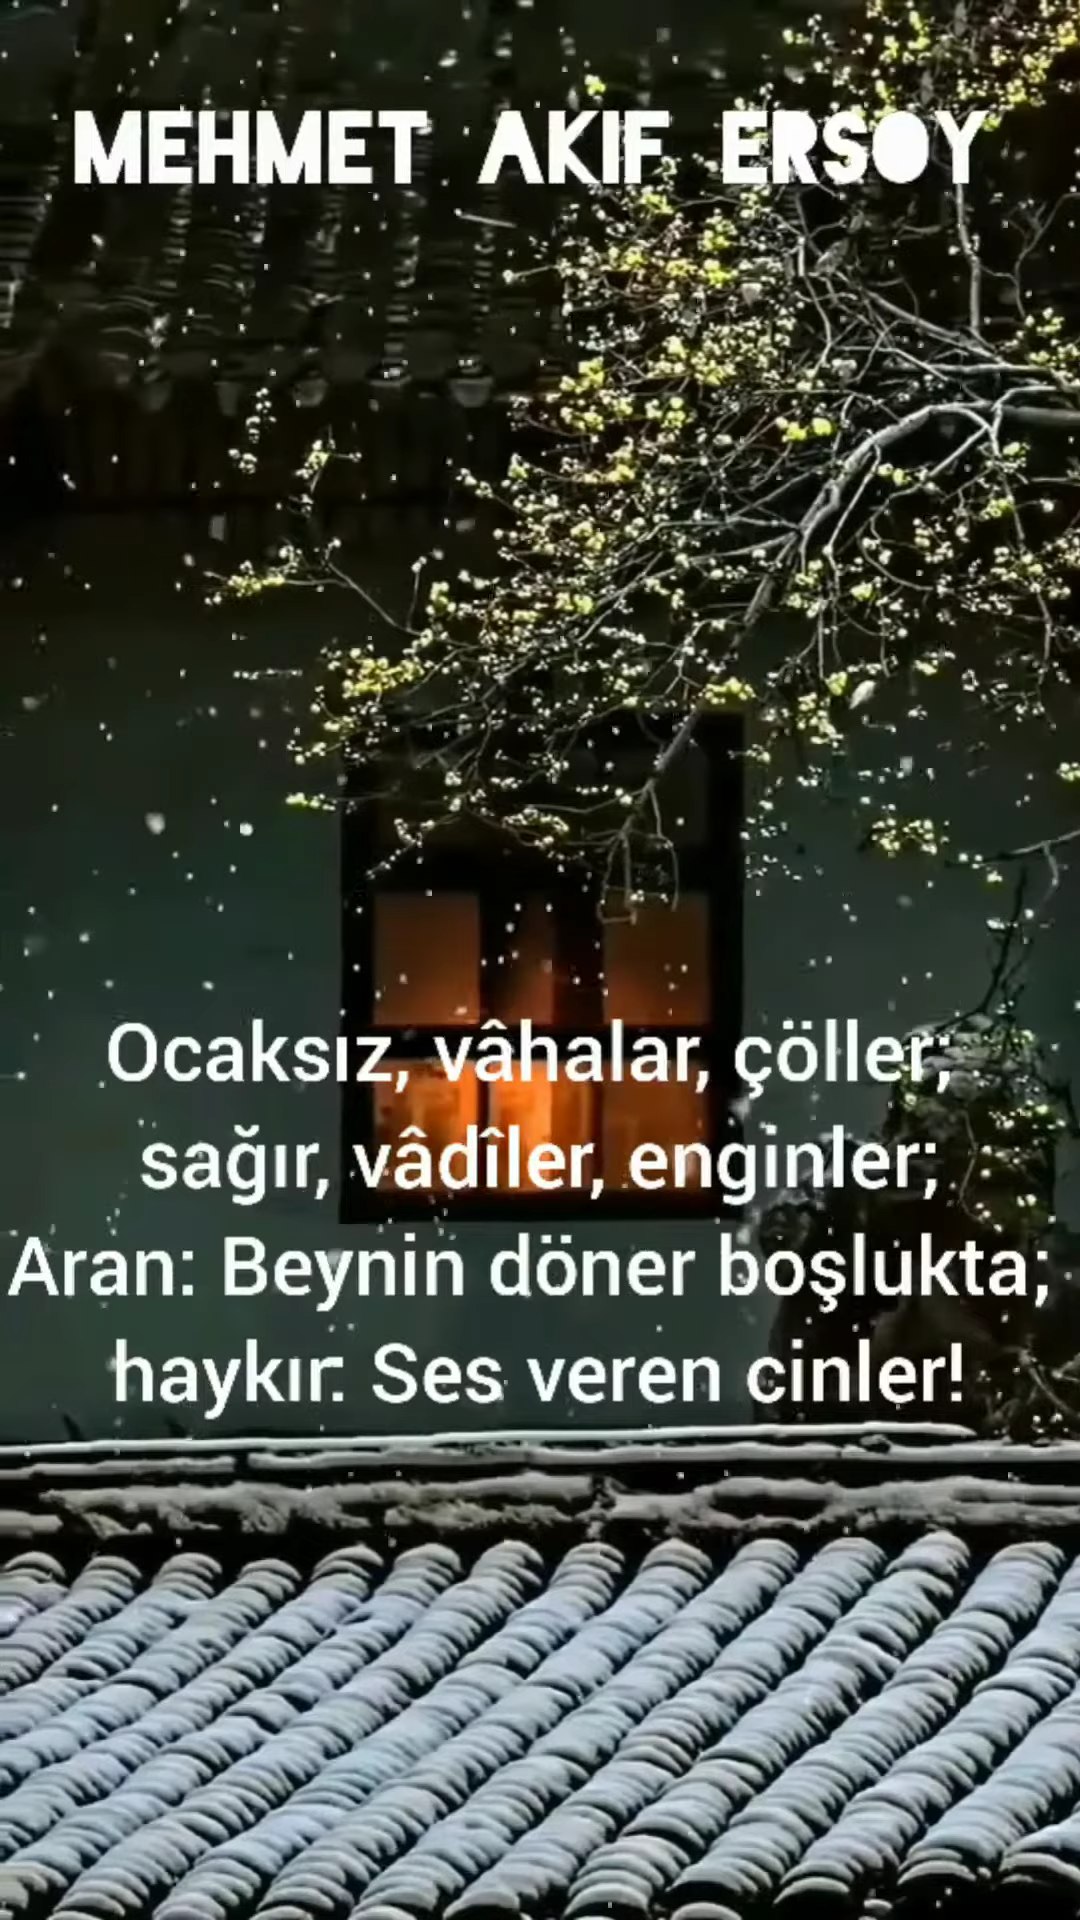 MEHMET AKIF ERSOY
Ocaksız, vâhalar, çöller;
sağır, vâdîler, enginler;
Aran: Beynin döner boşlukta;
haykır: Ses veren cinler!